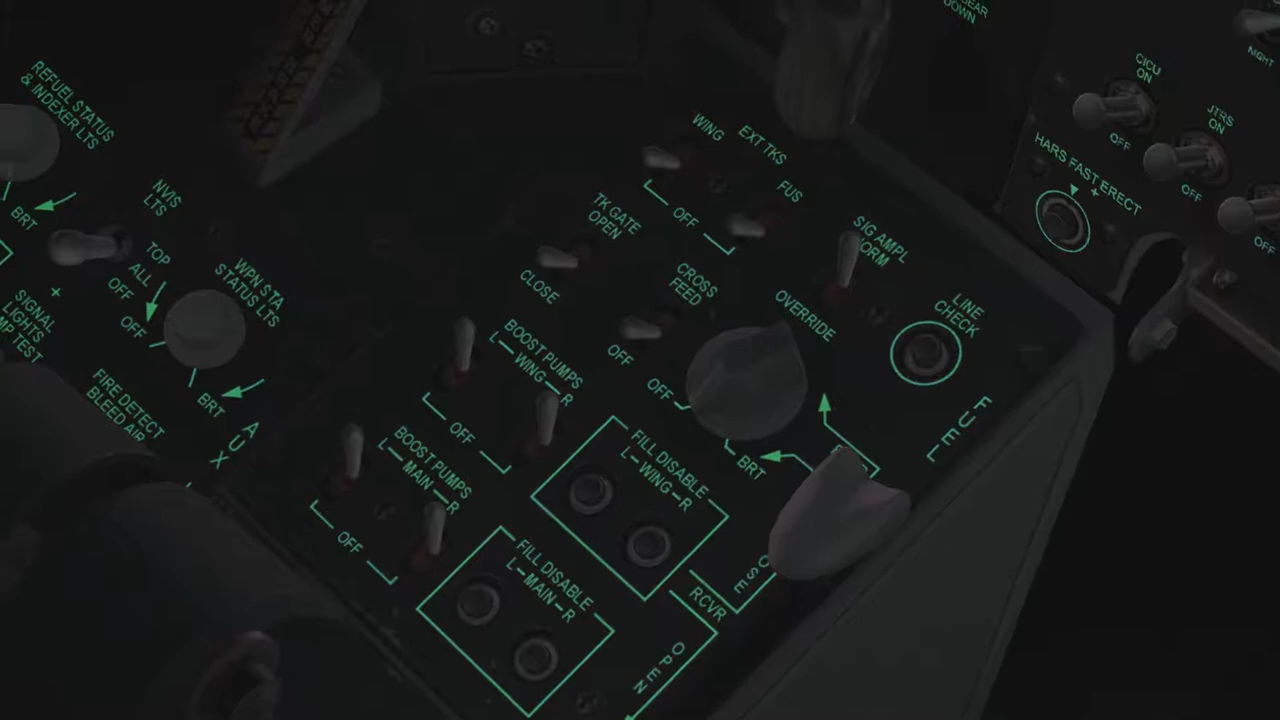 GEAR
DOWN
NIGHT
CICU
ON
OFF
JTRS
ON
OFF
OFF
HARS FAST ERECT
+
REFUEL STATUS
& INDEXER LTS
BRT
NVIS
LTS
TOP
ALL
OFF
WPN STA
STATUS LTS
OFF
BRT
+
SIGNAL
LIGHTS
TEST
FIRE DETECT
BLEED AIR
AUX
WING
EXT TKS
FUS
OFF
TK GATE
OPEN
CLOSE
CROSS
FEED
OFF
SIG AMPL
NORM
OVERRIDE
OFF
BRT
LINE
CHECK
FUEL
BOOST PUMPS
L–WING–R
OFF
BOOST PUMPS
L–MAIN–R
OFF
FILL DISABLE
L–WING–R
FILL DISABLE
L–MAIN–R
RCVR
OPEN